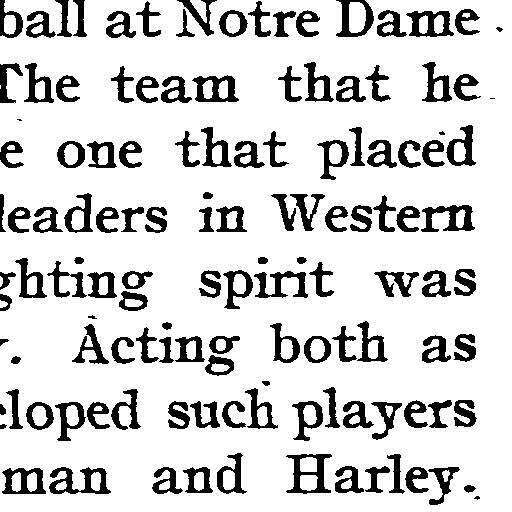 ball at Notre Dame
The team that he
e one that placed
leaders in Western
ghting spirit was
. Acting both as
eloped such players
man and Harley.